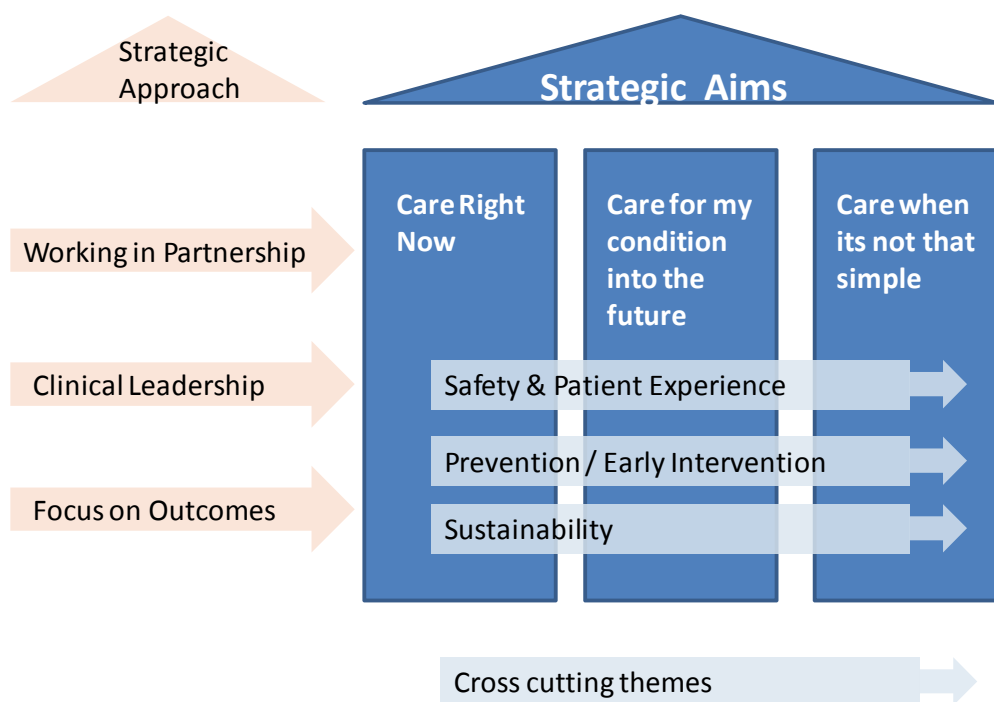 Strategic
Approach
Strategic Aims
Working in Partnership
Clinical Leadership
Focus on Outcomes
Care Right
Now
Care for my
condition
into the
future
Care when
its not that
simple
Safety & Patient Experience
Prevention / Early Intervention
Sustainability
Cross cutting themes